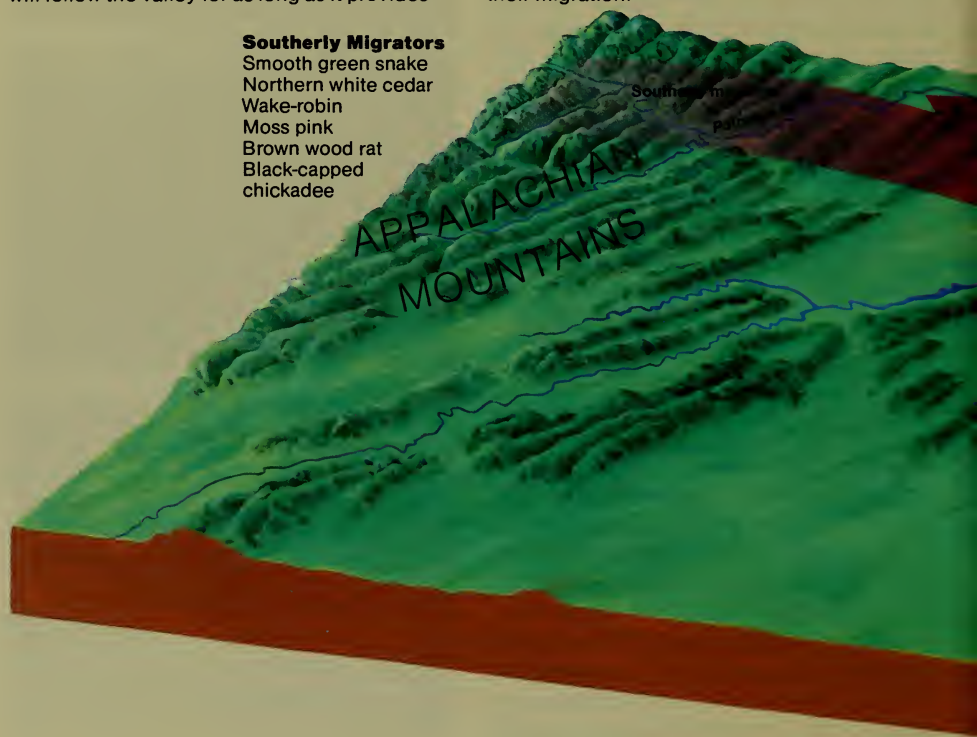 will follow the valley for as long as it provides
their migration.
Southerly Migrators
Smooth green snake
Northern white cedar
Wake-robin
Moss pink
Brown wood rat
Black-capped
chickadee
APPALACHIAN
MOUNTAINS